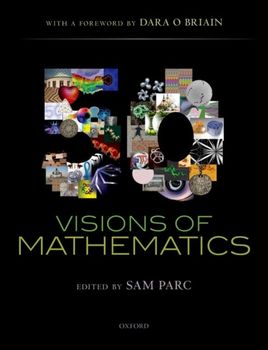 WITH A FOREWORD BY DARA O BRIAIN
50
VISIONS OF
MATHEMATICS
EDITED BY SAM PARC
OXFORD